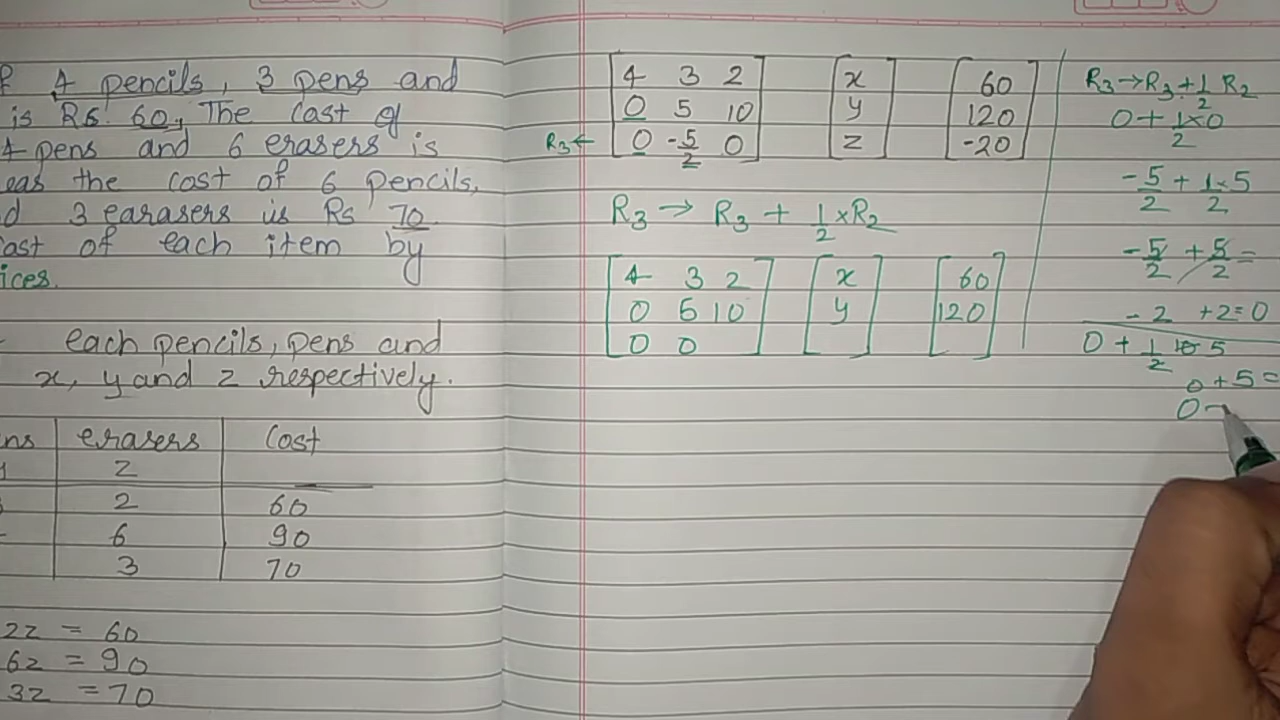 4 pencils, 3 pens and
is Rs. 60, The Cast of
4 pens and 6 erasers is
eas the cost of 6 pencils,
d 3 earasers is Rs 70
ast of each item by
ices.
each pencils, pens and
x, y and z respectively.
ns erasers Cost
y z
2 60
6 90
3 70
2z = 60
6z = 90
3z = 70
4 3 2 x 60
0 5 10 y 120
R3← 0 -5/2 0 z -20
R3 → R3 + 1/2 × R2
4 3 2 x 60
0 5 10 y 120
0 0
R3 → R3 + 1/2 R2
0 + 1/2 × 0
-5/2 + 1/2 × 5
-5/2 + 5/2 =
-2 +2=0
0 + 1/2 10 5
0 + 5 =
0 -